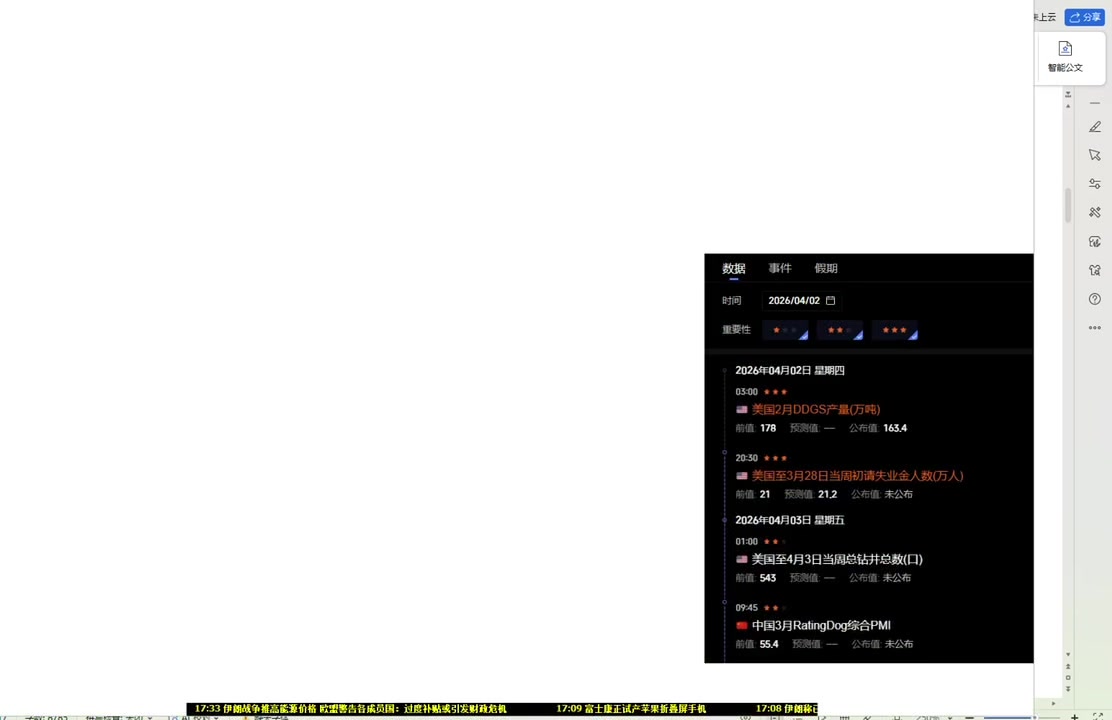 未上云 分享
智能公文
数据 事件 假期
时间 2026/04/02
重要性
2026年04月02日 星期四
03:00
美国2月DDGS产量(万吨)
前值: 178 预测值: — 公布值: 163.4
20:30
美国至3月28日当周初请失业金人数(万人)
前值: 21 预测值: 21.2 公布值: 未公布
2026年04月03日 星期五
01:00
美国至4月3日当周总钻井总数(口)
前值: 543 预测值: — 公布值: 未公布
09:45
中国3月RatingDog综合PMI
前值: 55.4 预测值: — 公布值: 未公布
17:33 伊朗战争推高能源价格 欧盟警告各成员国：过度补贴或引发财政危机 17:09 富士康正试产苹果折叠屏手机 17:08 伊朗称